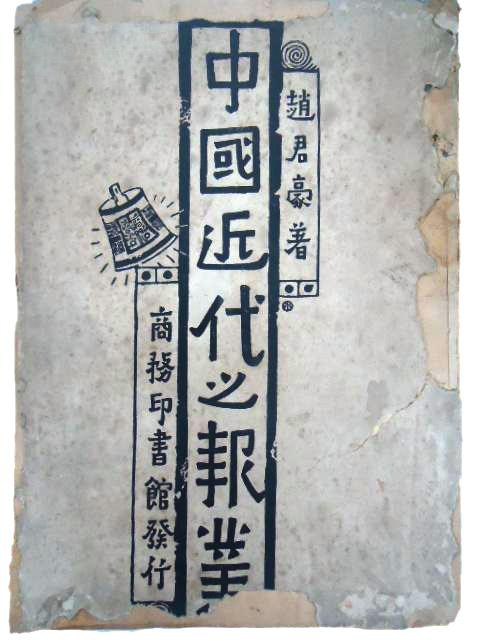 趙君豪著
中國近代之報業
商務印書館發行